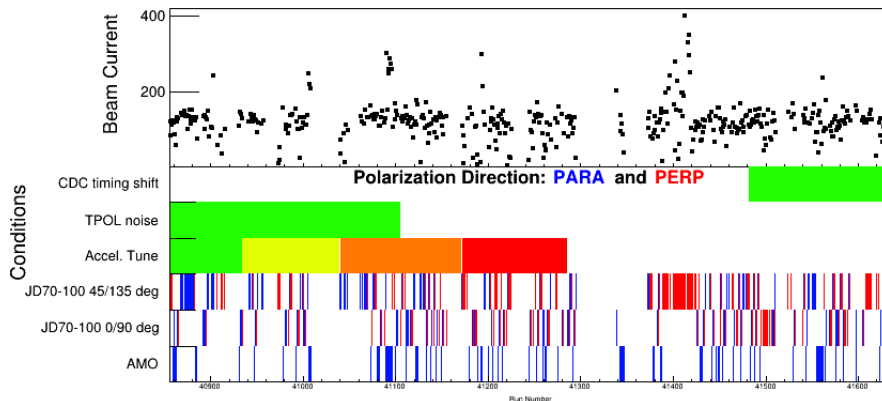 400
200
Beam Current
Polarization Direction: PARA and PERP
Conditions
CDC timing shift
TPOL noise
Accel. Tune
JD70-100 45/135 deg
JD70-100 0/90 deg
AMO
40900 41000 41100 41200 41300 41400 41500 41600
Run Number